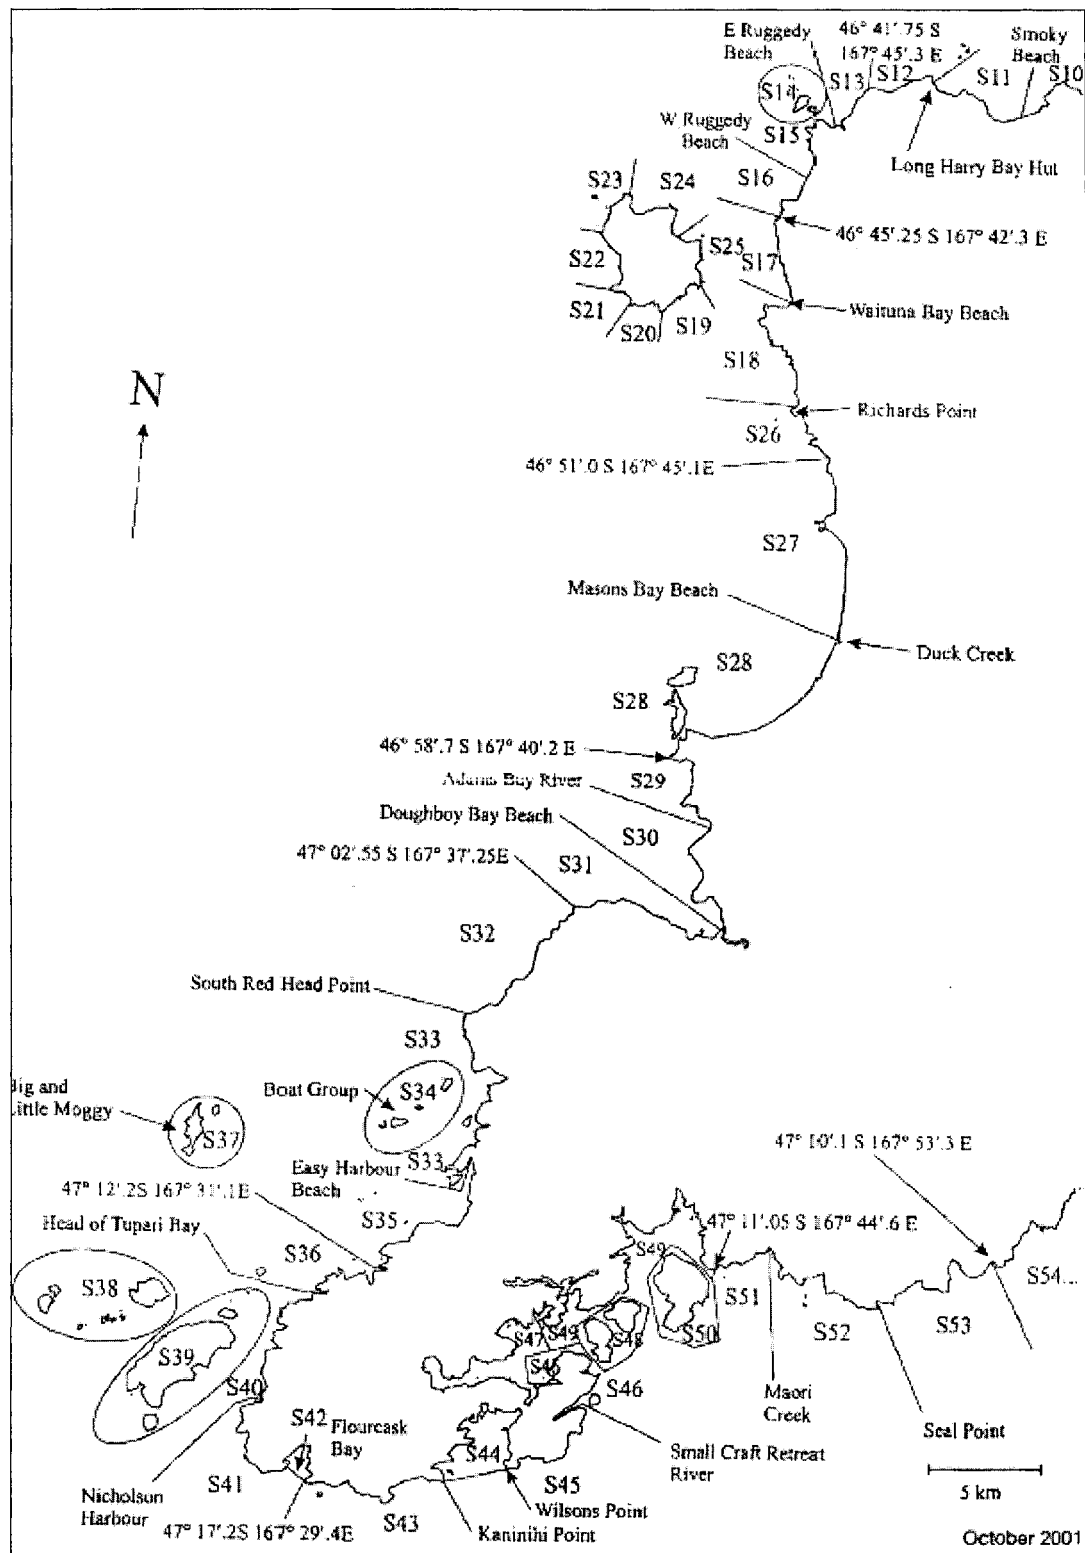 E Ruggedy
Beach
46° 41'.75 S
167° 45'.3 E
Smoky
Beach
S10
S11
S12
S13
S14
S15
W Ruggedy
Beach
Long Harry Bay Hut
S16
S23
S24
46° 45'.25 S 167° 42'.3 E
S25
S17
S22
S21
S20
S19
Waituna Bay Beach
S18
N
Richards Point
S26
46° 51'.0 S 167° 45'.1E
S27
Masons Bay Beach
Duck Creek
S28
S28
46° 58'.7 S 167° 40'.2 E
S29
Adams Bay River
Doughboy Bay Beach
S30
47° 02'.55 S 167° 37'.25E
S31
S32
South Red Head Point
S33
Big and
Little Moggy
Boat Group
S34
S37
S33
Easy Harbour
Beach
47° 10'.1 S 167° 53'.3 E
47° 12'.2S 167° 31'.1E
S35
Head of Tupari Bay
47° 11'.05 S 167° 44'.6 E
S36
S49
S38
S51
S54...
S52
S53
S50
S47
S49
S48
S39
S40
S46
S42
Flourcask
Bay
S44
Maori
Creek
Seal Point
Small Craft Retreat
River
S41
S45
Nicholson
Harbour
Wilsons Point
47° 17'.2S 167° 29'.4E
S43
Kaninihi Point
5 km
October 2001